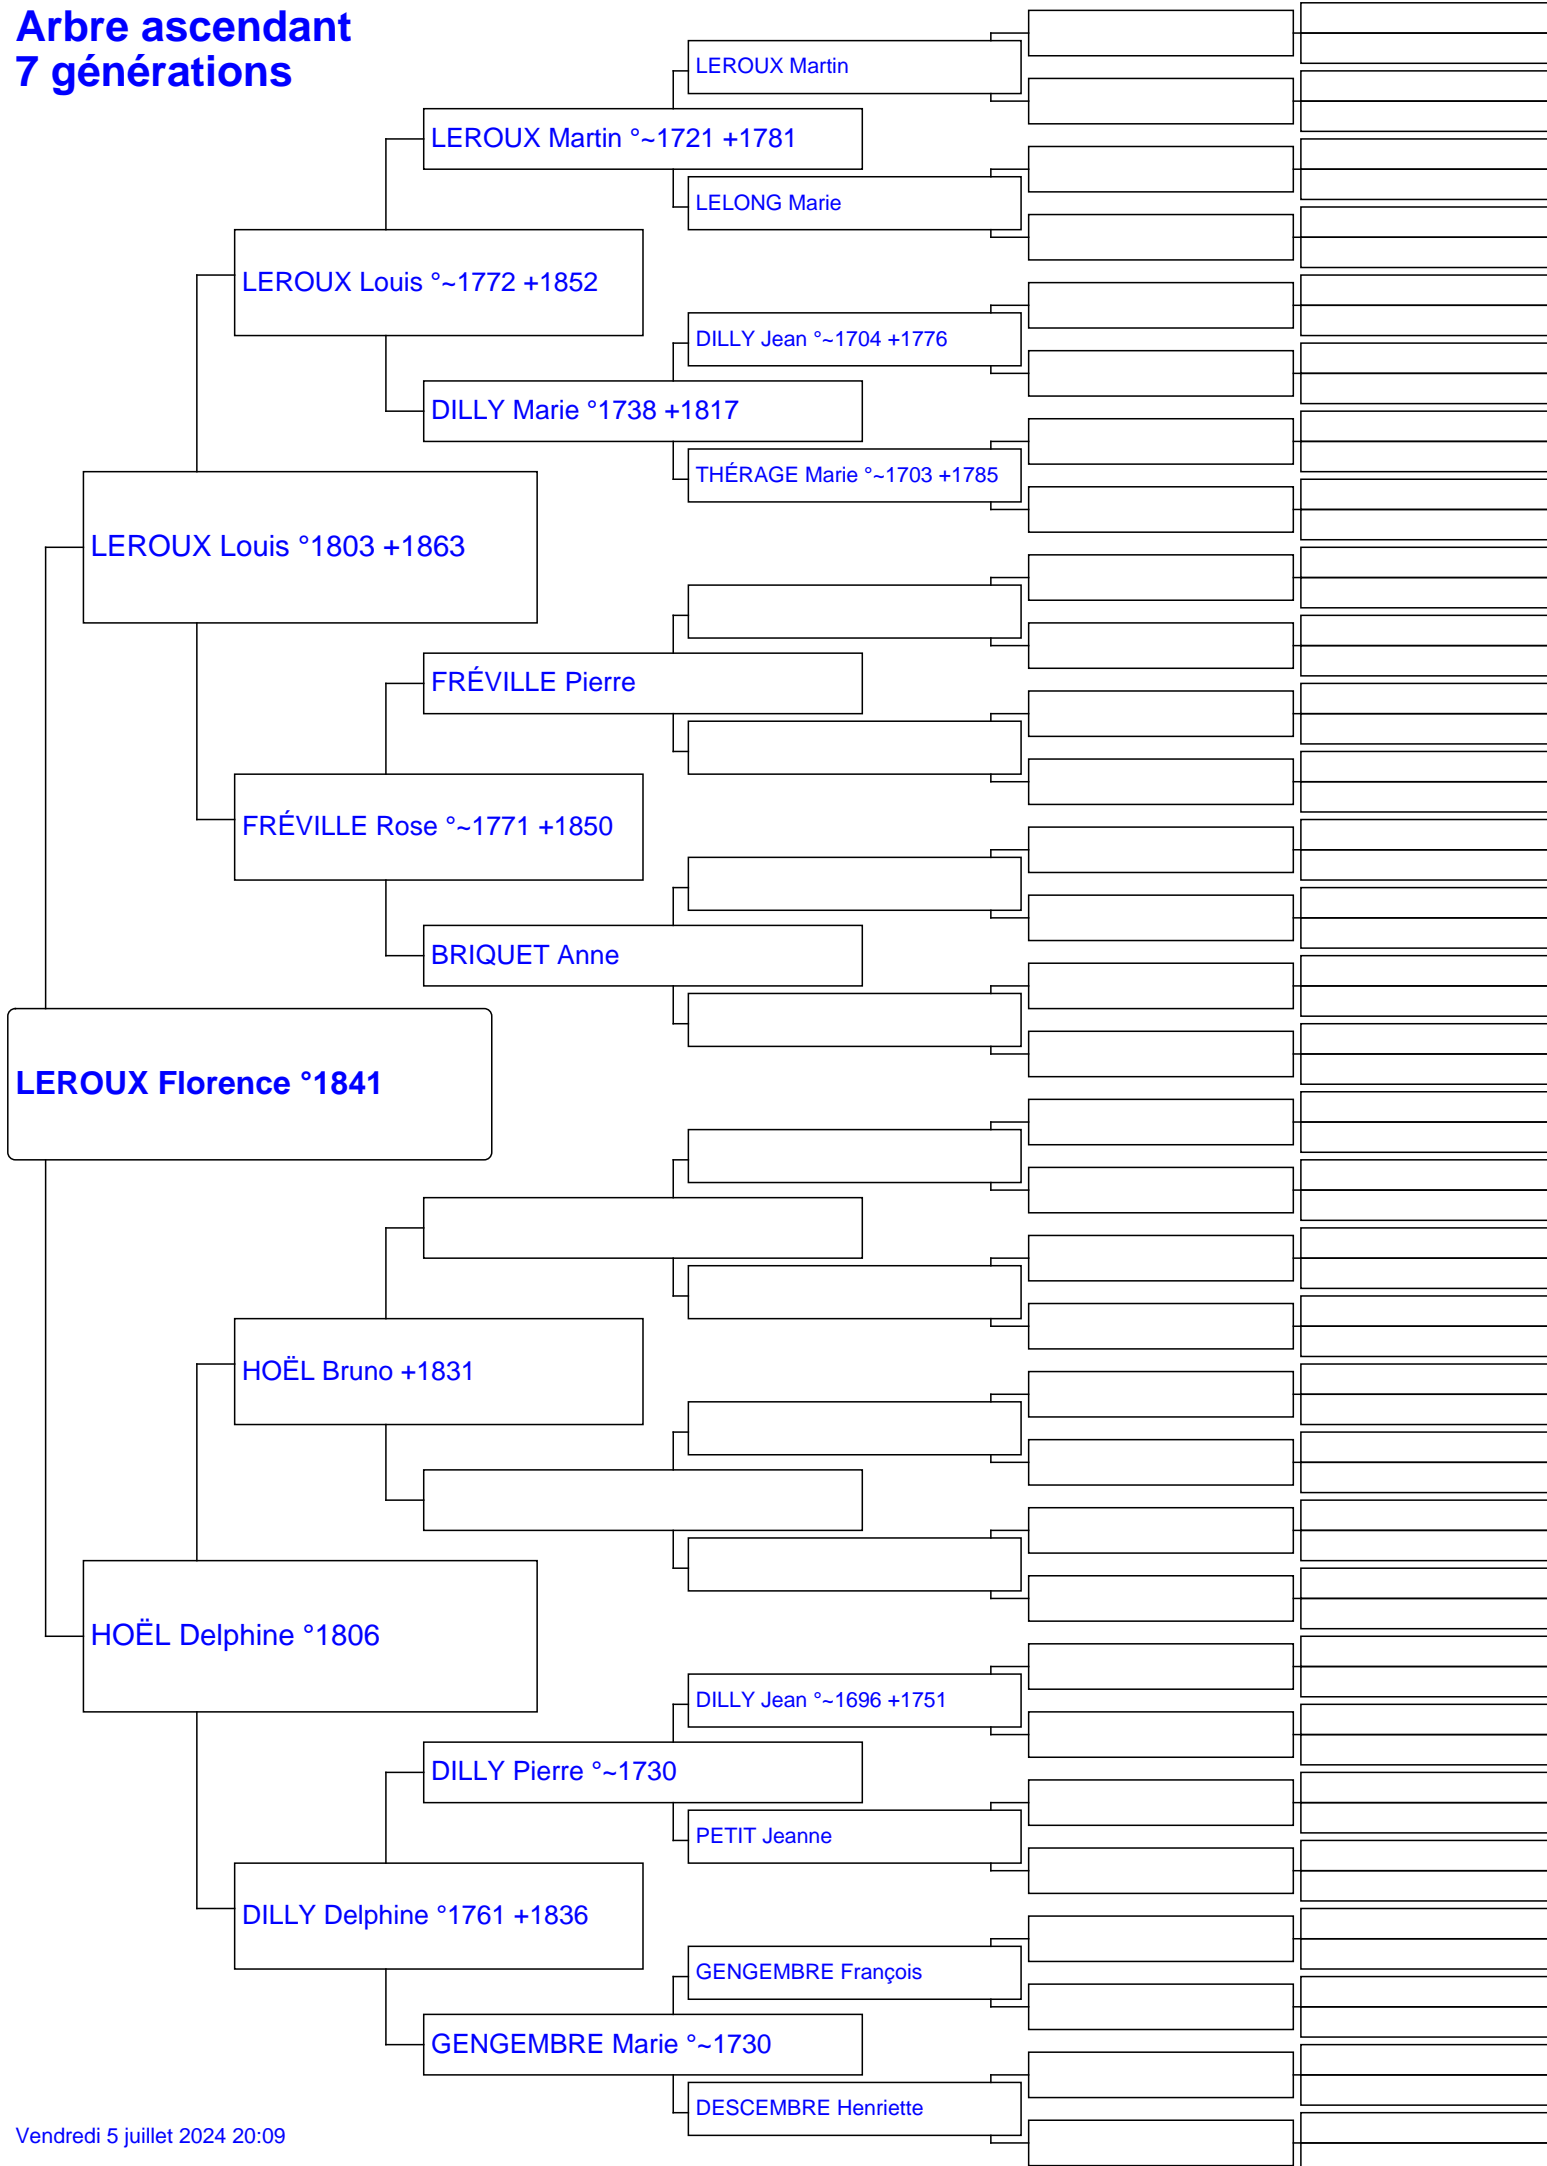 Arbre ascendant
7 générations
LEROUX Martin
LEROUX Martin °~1721 +1781
LELONG Marie
LEROUX Louis °~1772 +1852
DILLY Jean °~1704 +1776
DILLY Marie °1738 +1817
THÉRAGE Marie °~1703 +1785
LEROUX Louis °1803 +1863
FRÉVILLE Pierre
FRÉVILLE Rose °~1771 +1850
BRIQUET Anne
LEROUX Florence °1841
HOËL Bruno +1831
HOËL Delphine °1806
DILLY Jean °~1696 +1751
DILLY Pierre °~1730
PETIT Jeanne
DILLY Delphine °1761 +1836
GENGEMBRE François
GENGEMBRE Marie °~1730
DESCEMBRE Henriette
Vendredi 5 juillet 2024 20:09